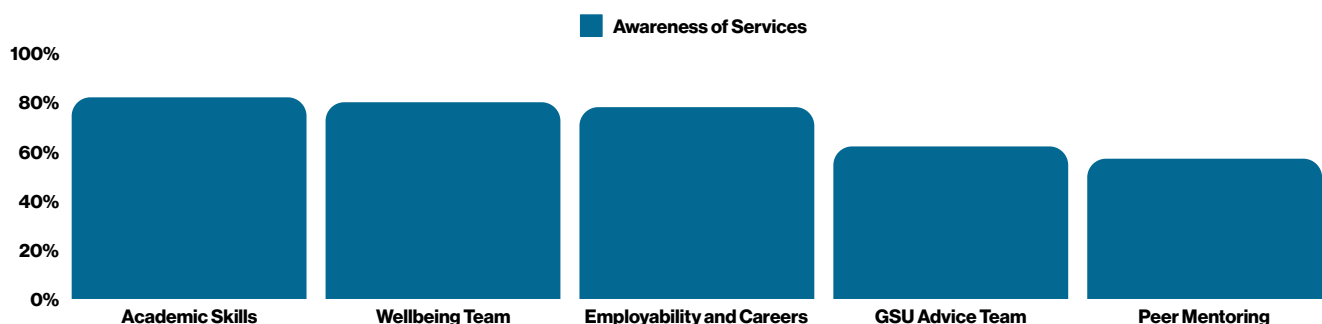 Awareness of Services
100%
80%
60%
40%
20%
0%
Academic Skills
Wellbeing Team
Employability and Careers
GSU Advice Team
Peer Mentoring